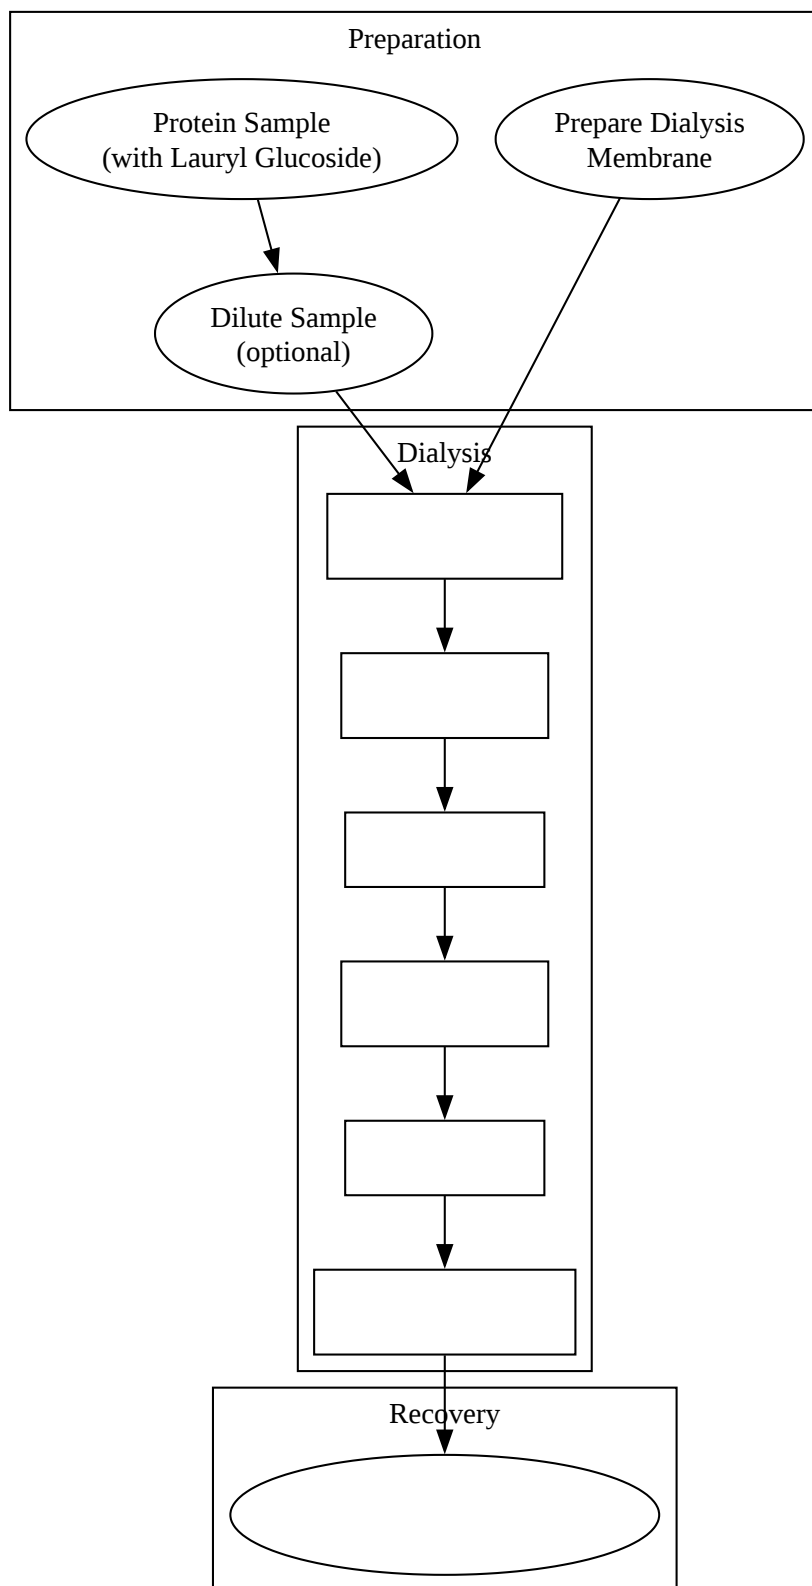 Preparation
Protein Sample
(with Lauryl Glucoside)
Prepare Dialysis
Membrane
Dilute Sample
(optional)
Dialysis
Recovery